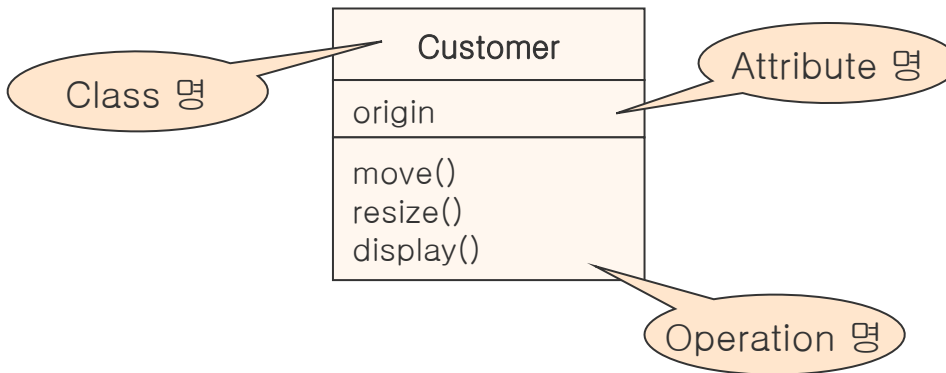 Customer
Class 명
Attribute 명
origin
move()
resize()
display()
Operation 명